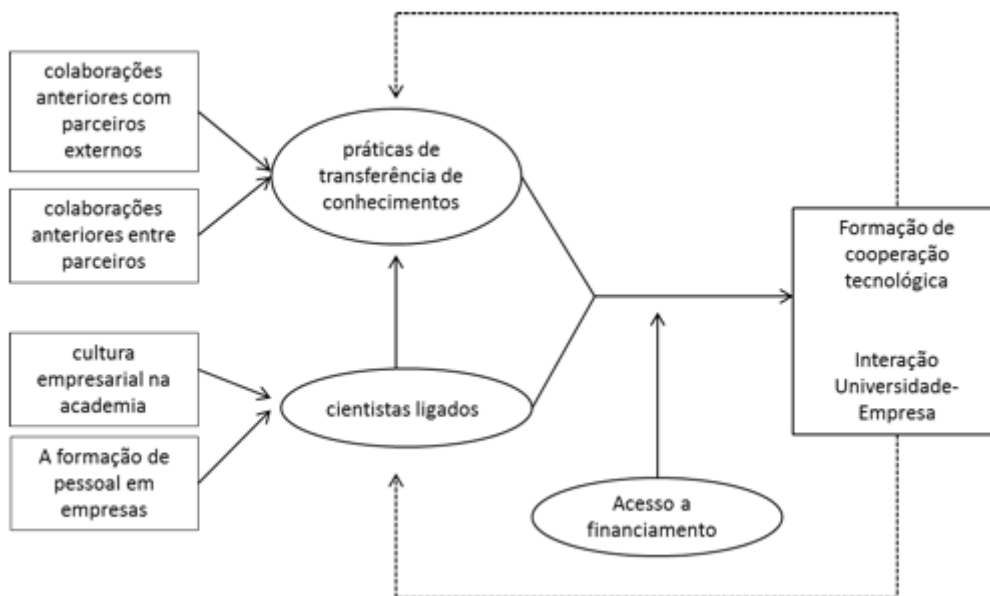 colaborações
anteriores com
parceiros
externos
colaborações
anteriores entre
parceiros
práticas de
transferência de
conhecimentos
cultura
empresarial na
academia
A formação de
pessoal em
empresas
cientistas ligados
Acesso a
financiamento
Formação de
cooperação
tecnológica
Interação
Universidade-
Empresa